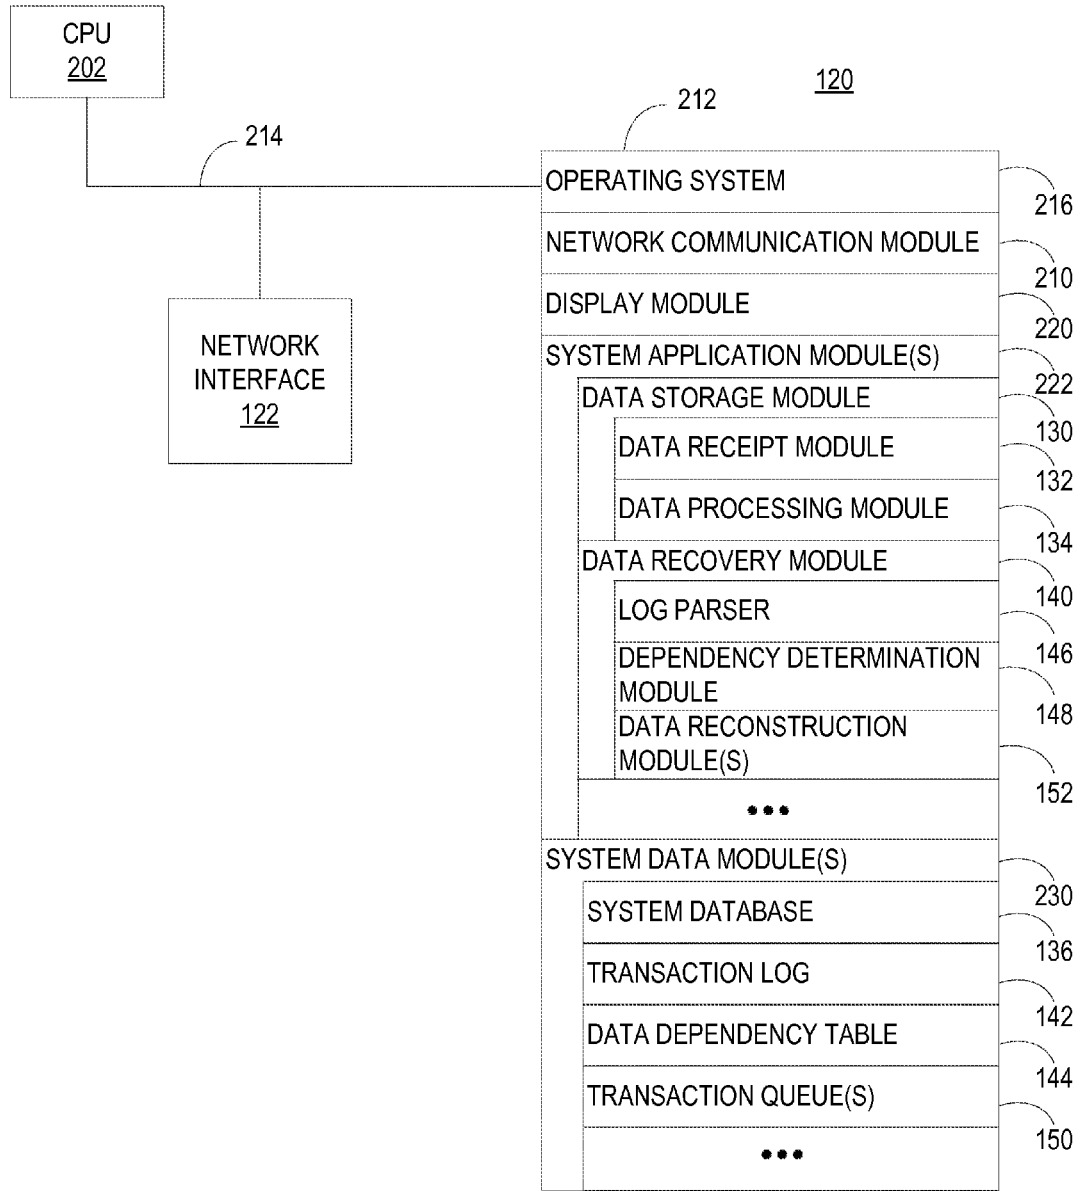 CPU
202
120
212
214
OPERATING SYSTEM
216
NETWORK COMMUNICATION MODULE
210
DISPLAY MODULE
220
NETWORK
INTERFACE
122
SYSTEM APPLICATION MODULE(S)
222
DATA STORAGE MODULE
130
DATA RECEIPT MODULE
132
DATA PROCESSING MODULE
134
DATA RECOVERY MODULE
140
LOG PARSER
146
DEPENDENCY DETERMINATION
MODULE
148
DATA RECONSTRUCTION
MODULE(S)
152
•••
SYSTEM DATA MODULE(S)
230
SYSTEM DATABASE
136
TRANSACTION LOG
142
DATA DEPENDENCY TABLE
144
TRANSACTION QUEUE(S)
150
•••